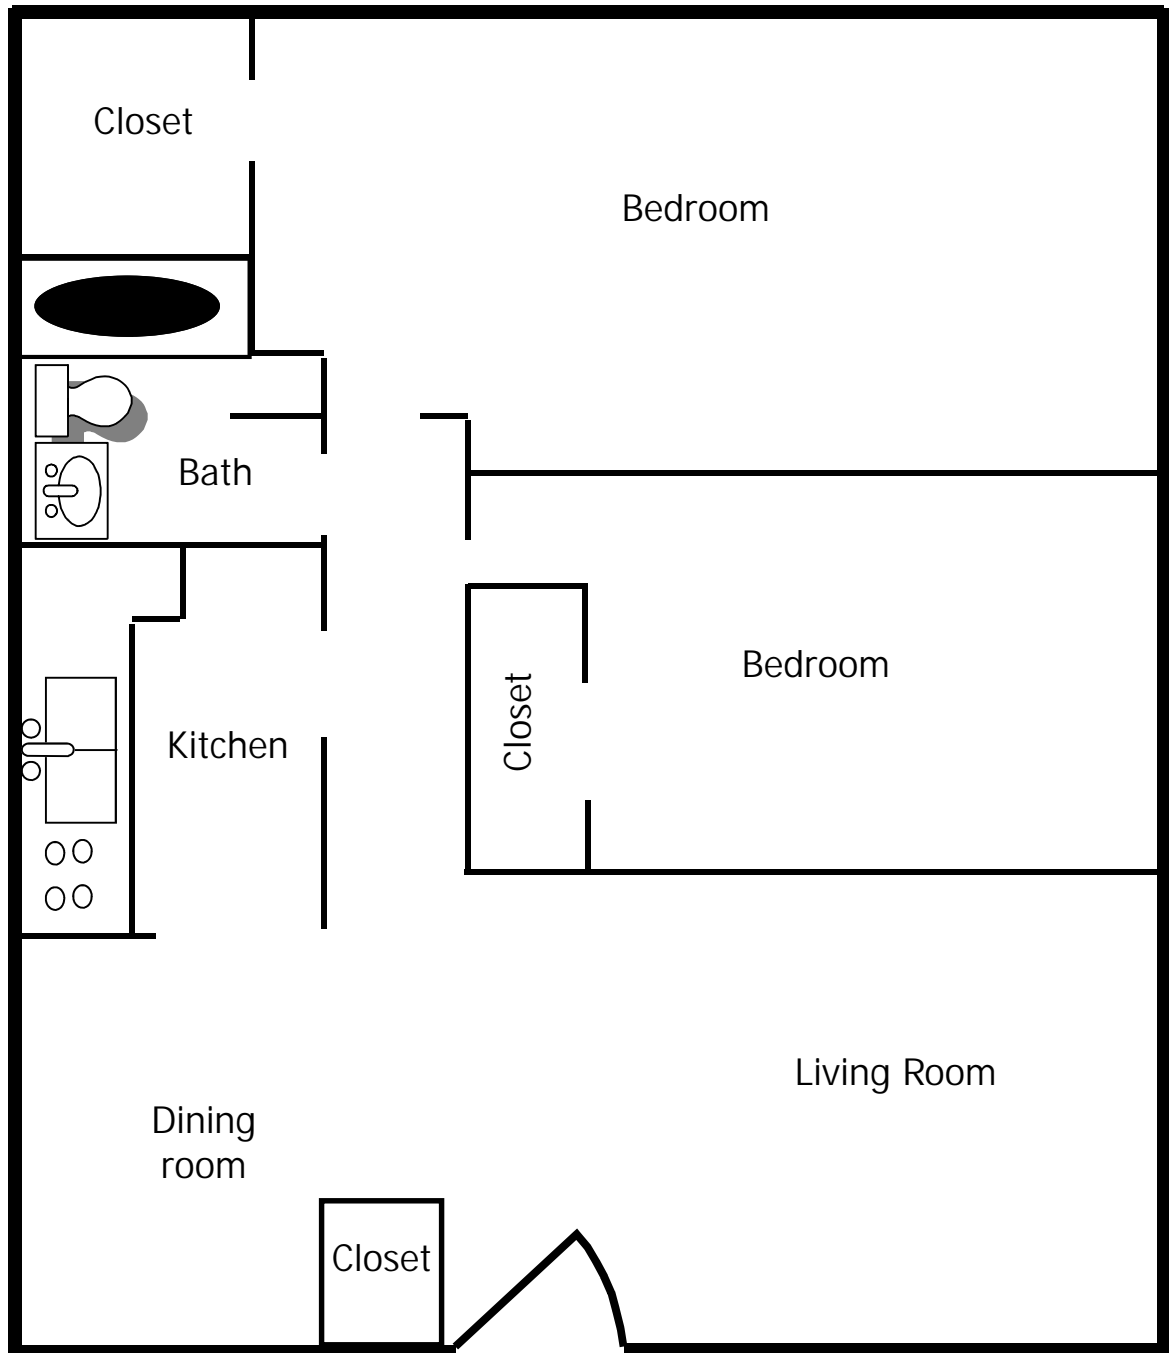 Closet
Bedroom
Bath
Bedroom
Closet
Kitchen
Living Room
Dining
room
Closet